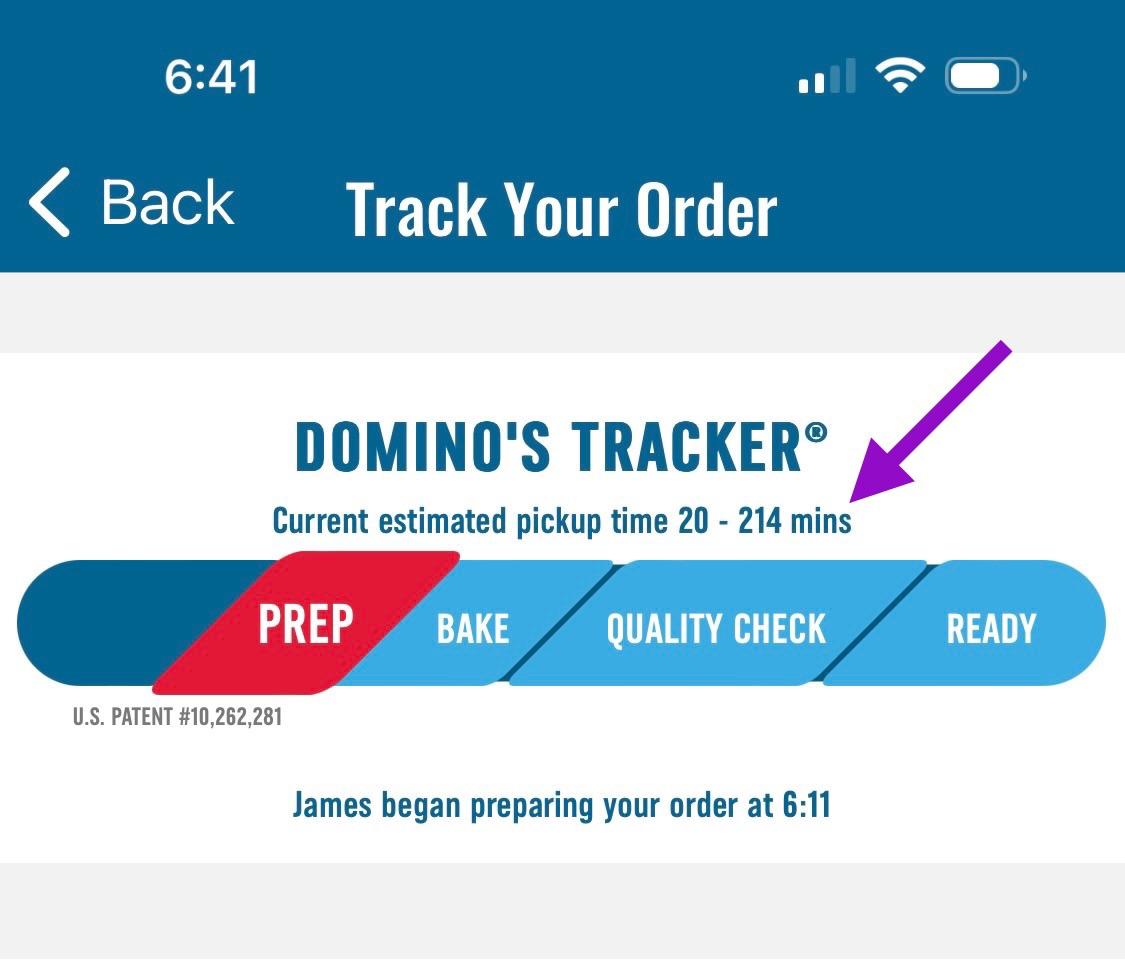 6:41
Back
Track Your Order
DOMINO'S TRACKER®
Current estimated pickup time 20 - 214 mins
PREP
BAKE
QUALITY CHECK
READY
U.S. PATENT #10,262,281
James began preparing your order at 6:11